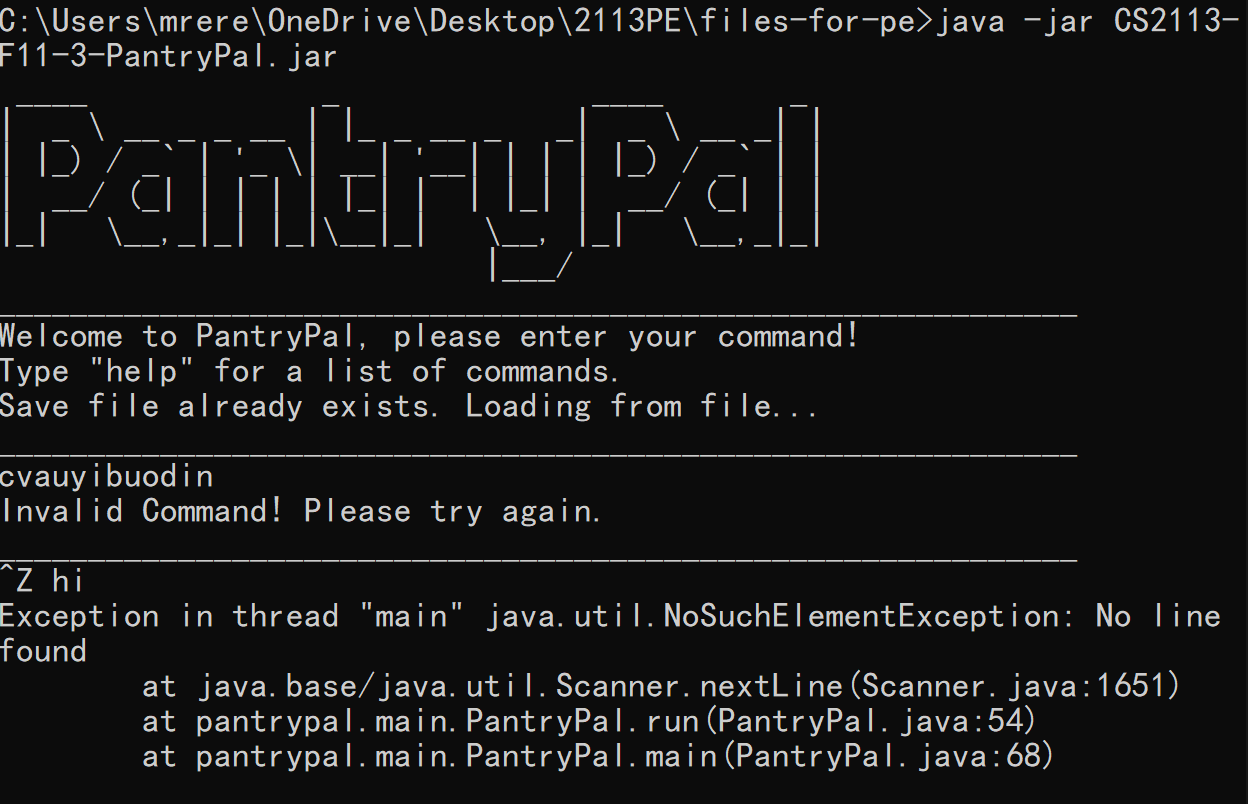 C:\Users\mrere\OneDrive\Desktop\2113PE\files-for-pe>java -jar CS2113-
F11-3-PantryPal.jar
PantryPal
Welcome to PantryPal, please enter your command!
Type "help" for a list of commands.
Save file already exists. Loading from file...
cvauyibuodin
Invalid Command! Please try again.
^Z hi
Exception in thread "main" java.util.NoSuchElementException: No line
found
at java.base/java.util.Scanner.nextLine(Scanner.java:1651)
at pantrypal.main.PantryPal.run(PantryPal.java:54)
at pantrypal.main.PantryPal.main(PantryPal.java:68)